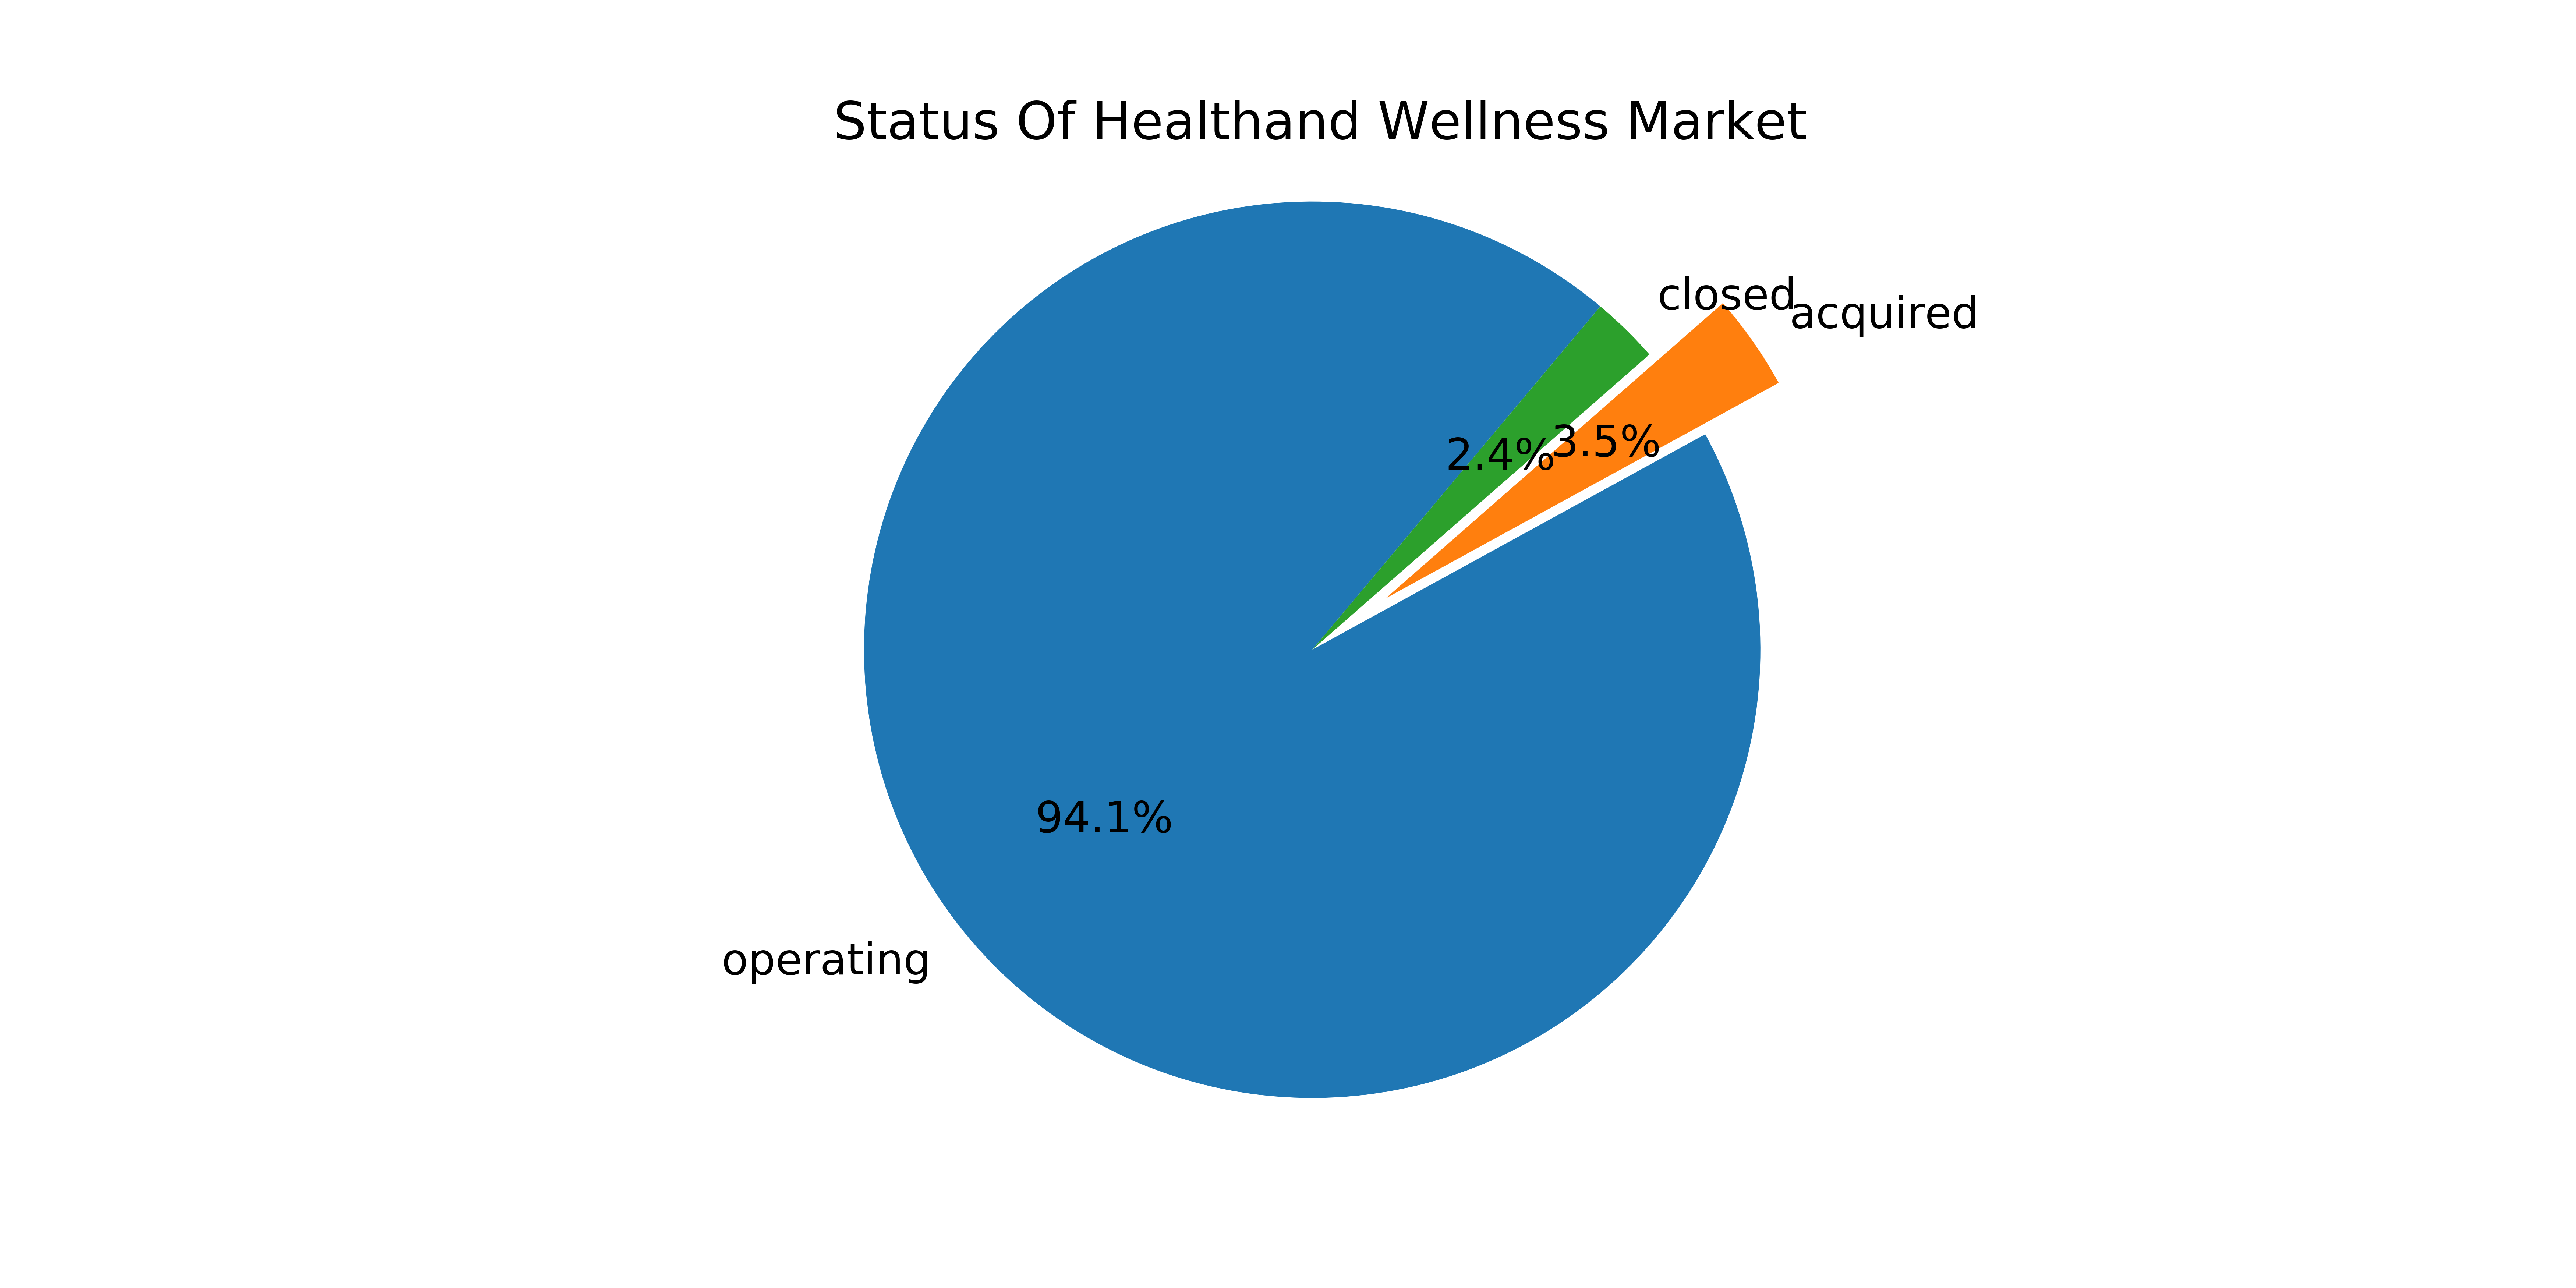 Status Of Healthand Wellness Market
closed
acquired
2.4%
3.5%
94.1%
operating